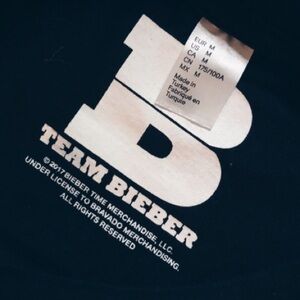 EUR M
US M
CA M
CN 175/100A
MX M
Made in
Turkey
Fabriqué en
Turquie
TEAM BIEBER
© 2017 BIEBER TIME MERCHANDISE, LLC.
UNDER LICENSE TO BRAVADO MERCHANDISING.
ALL RIGHTS RESERVED